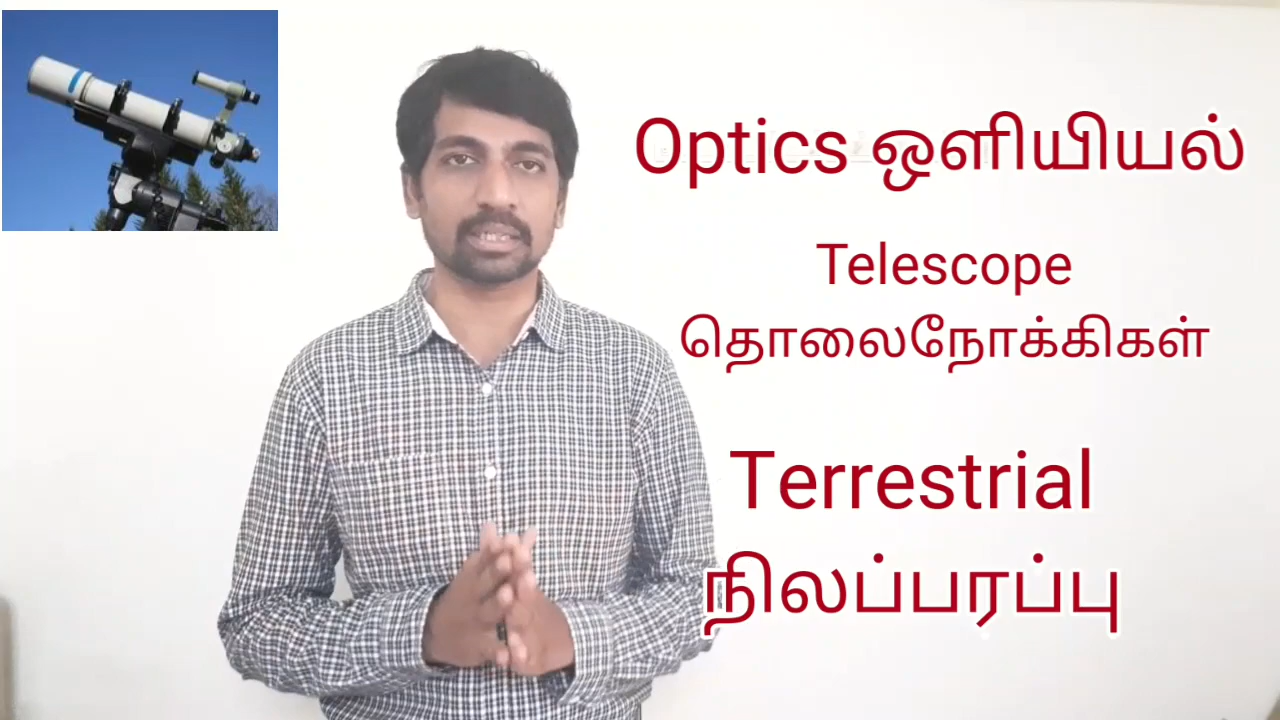 Optics ஒளியியல்
Telescope
தொலைநோக்கிகள்
Terrestrial
நிலப்பரப்பு